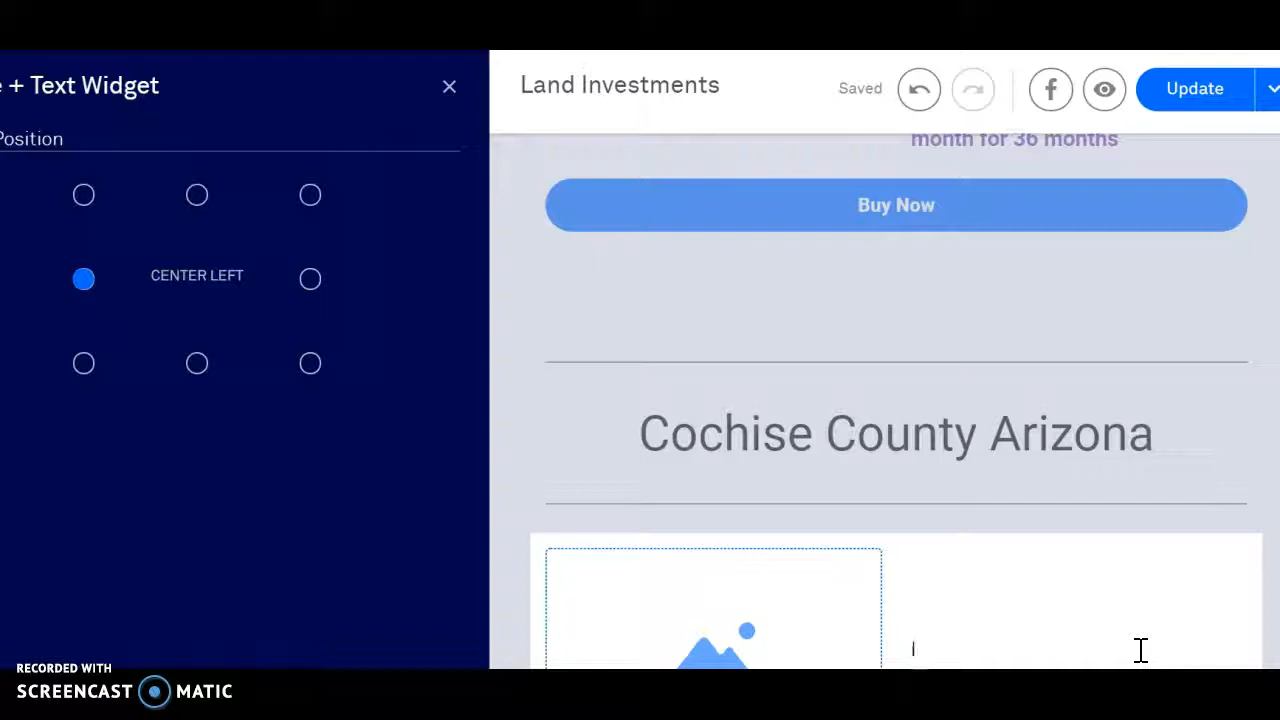 + Text Widget
Position
CENTER LEFT
Land Investments
Saved
Update
month for 36 months
Buy Now
Cochise County Arizona
RECORDED WITH
SCREENCAST MATIC